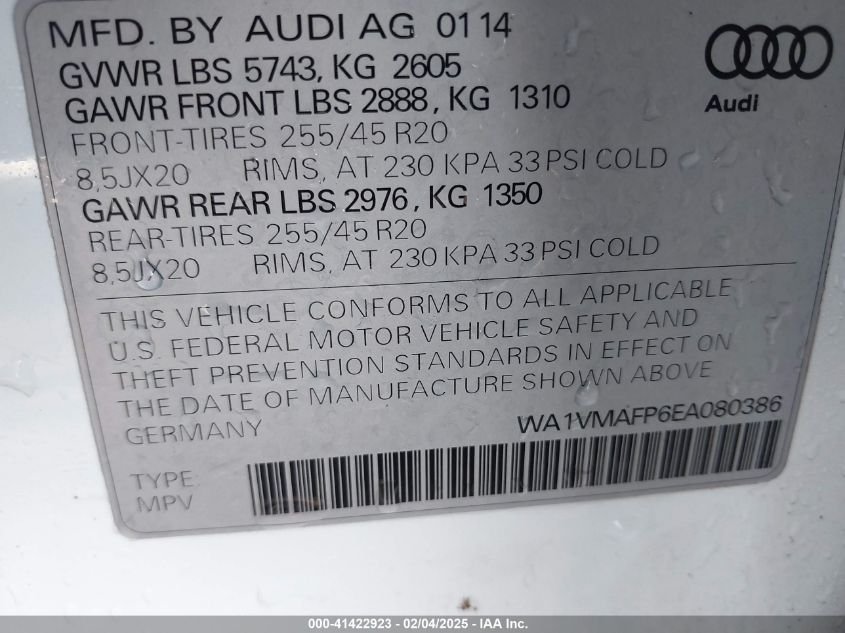 MFD. BY AUDI AG 01 14
GVWR LBS 5743, KG 2605
GAWR FRONT LBS 2888, KG 1310
FRONT-TIRES 255/45 R20
8,5JX20 RIMS, AT 230 KPA 33 PSI COLD
GAWR REAR LBS 2976, KG 1350
REAR-TIRES 255/45 R20
8,5JX20 RIMS, AT 230 KPA 33 PSI COLD
Audi
THIS VEHICLE CONFORMS TO ALL APPLICABLE
U.S. FEDERAL MOTOR VEHICLE SAFETY AND
THEFT PREVENTION STANDARDS IN EFFECT ON
THE DATE OF MANUFACTURE SHOWN ABOVE
GERMANY WA1VMAFP6EA080386
TYPE:
MPV
000-41422923 - 02/04/2025 - IAA Inc.